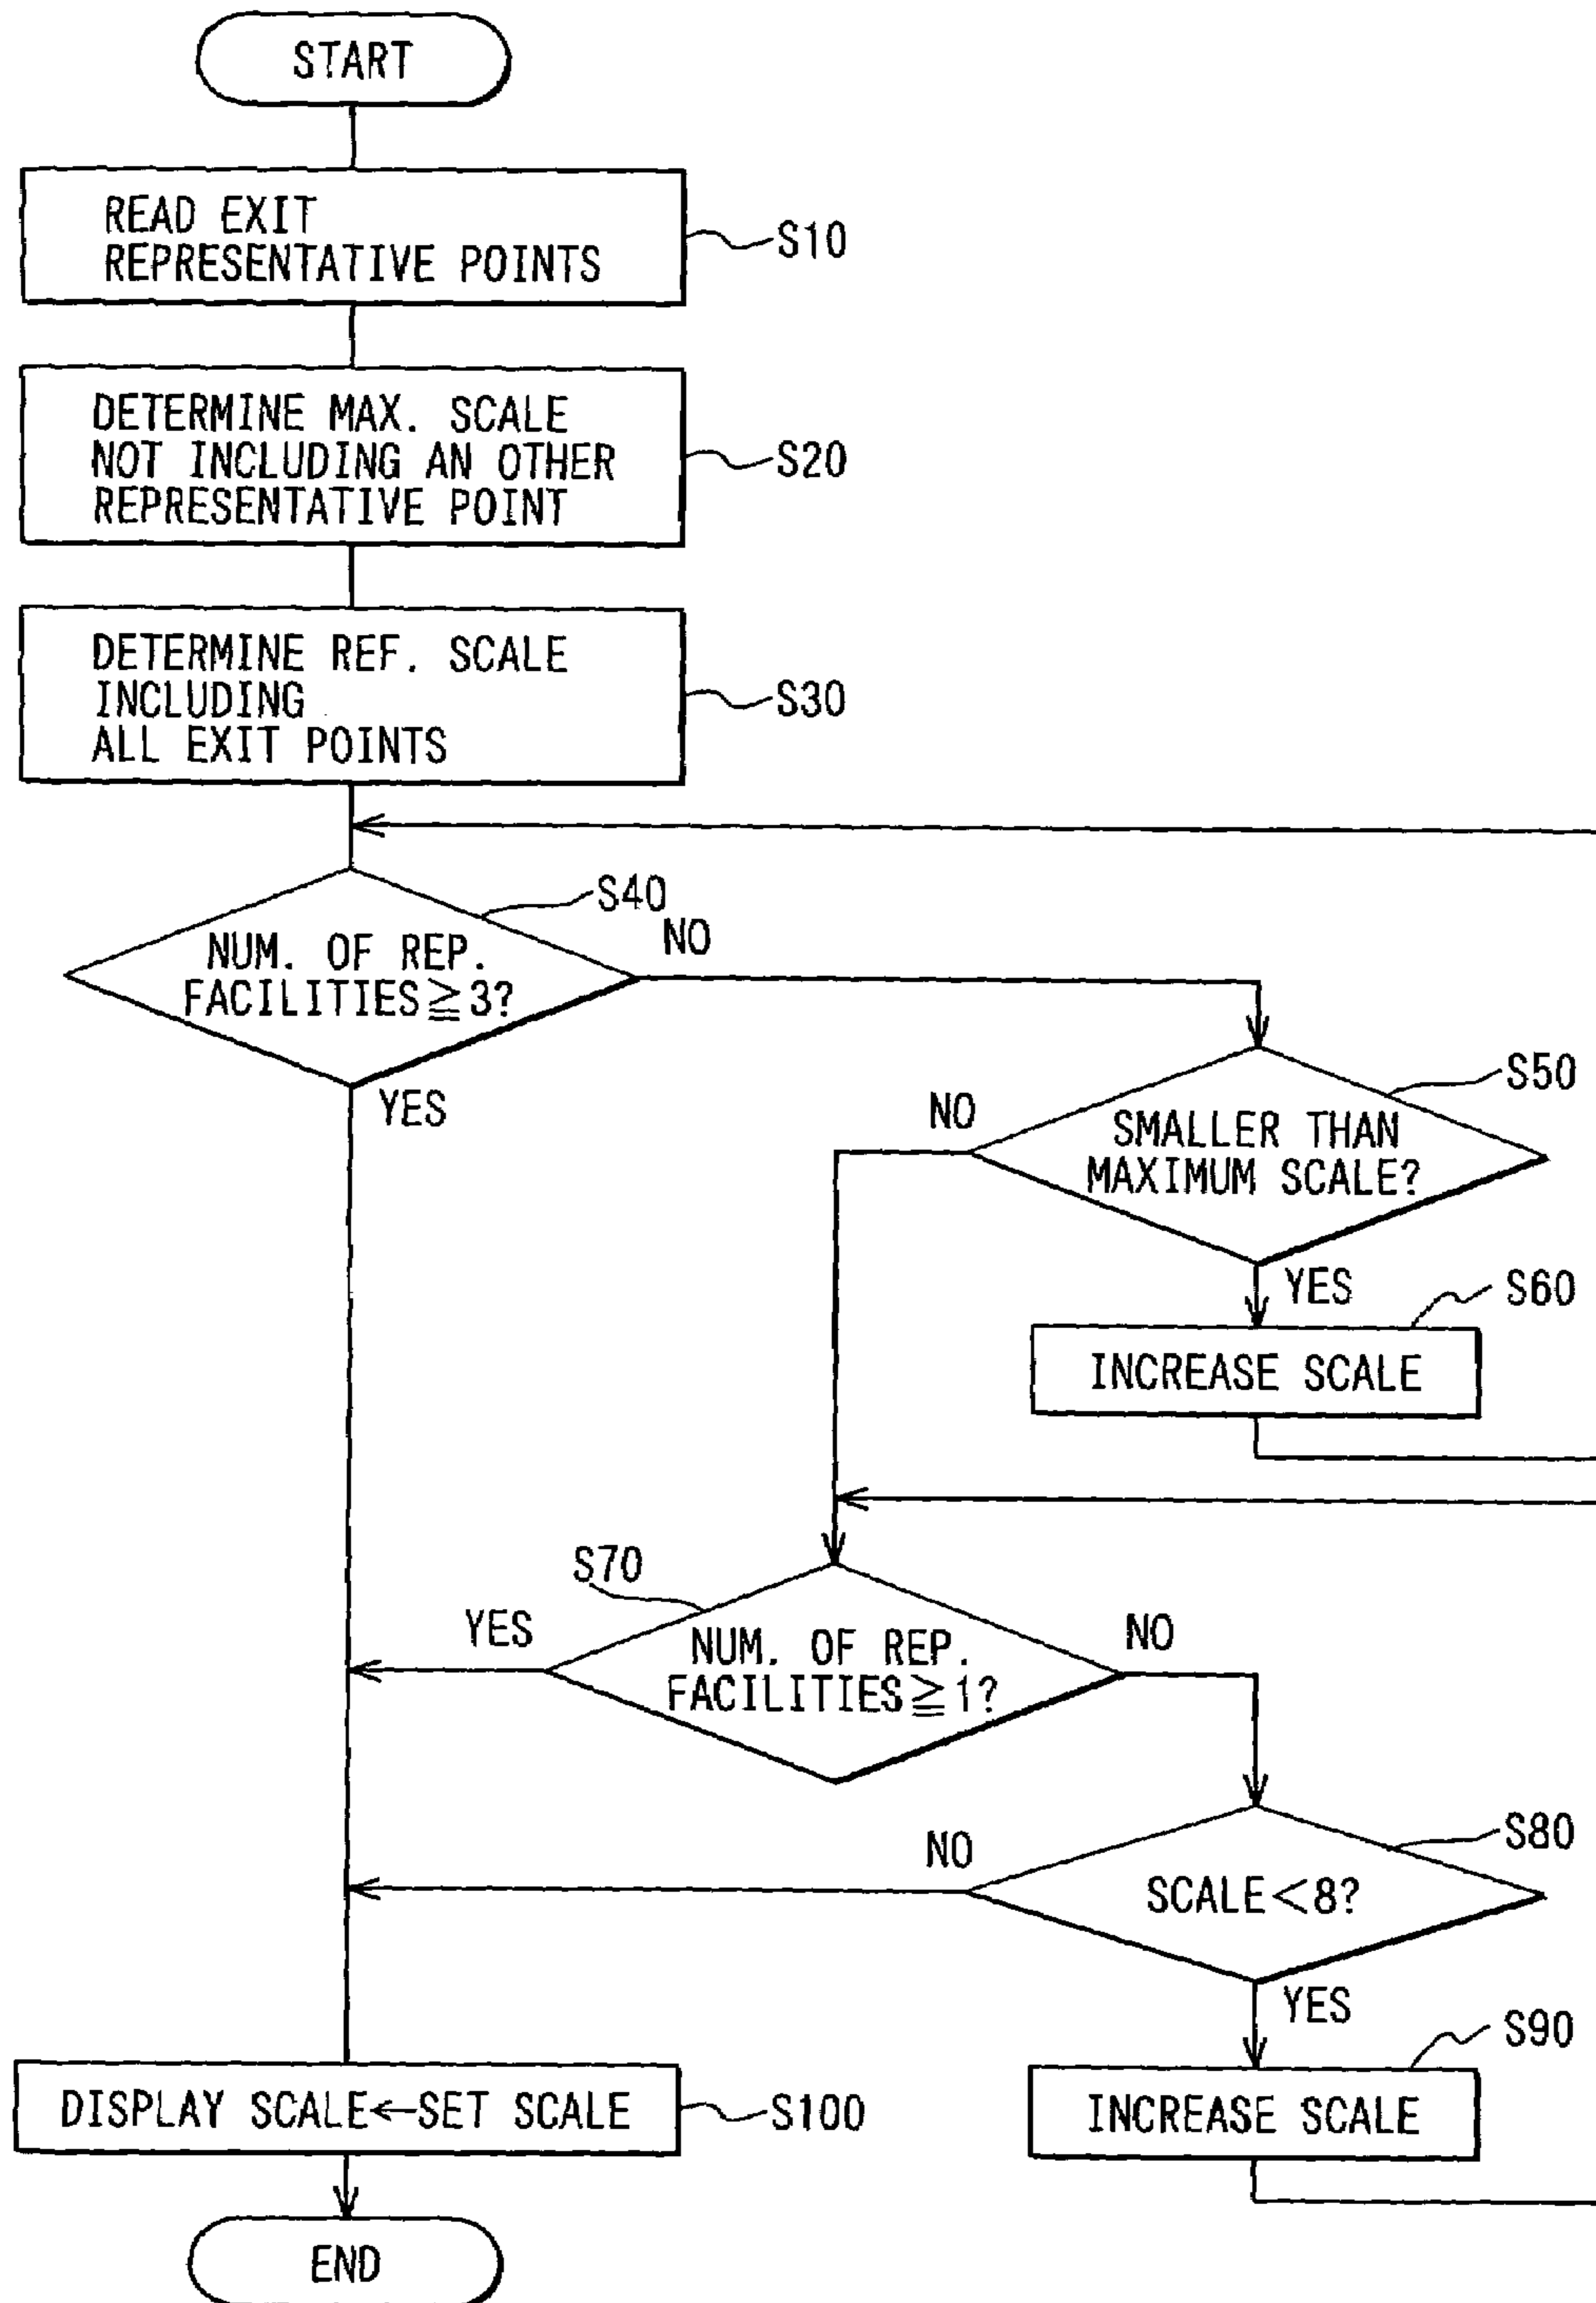 START
READ EXIT
REPRESENTATIVE POINTS
S10
DETERMINE MAX. SCALE
NOT INCLUDING AN OTHER
REPRESENTATIVE POINT
S20
DETERMINE REF. SCALE
INCLUDING
ALL EXIT POINTS
S30
S40
NUM. OF REP.
FACILITIES≧3?
NO
YES
S50
SMALLER THAN
MAXIMUM SCALE?
NO
YES
S60
INCREASE SCALE
S70
NUM. OF REP.
FACILITIES≧1?
YES
NO
S80
SCALE<8?
NO
YES
S90
INCREASE SCALE
DISPLAY SCALE←SET SCALE
S100
END